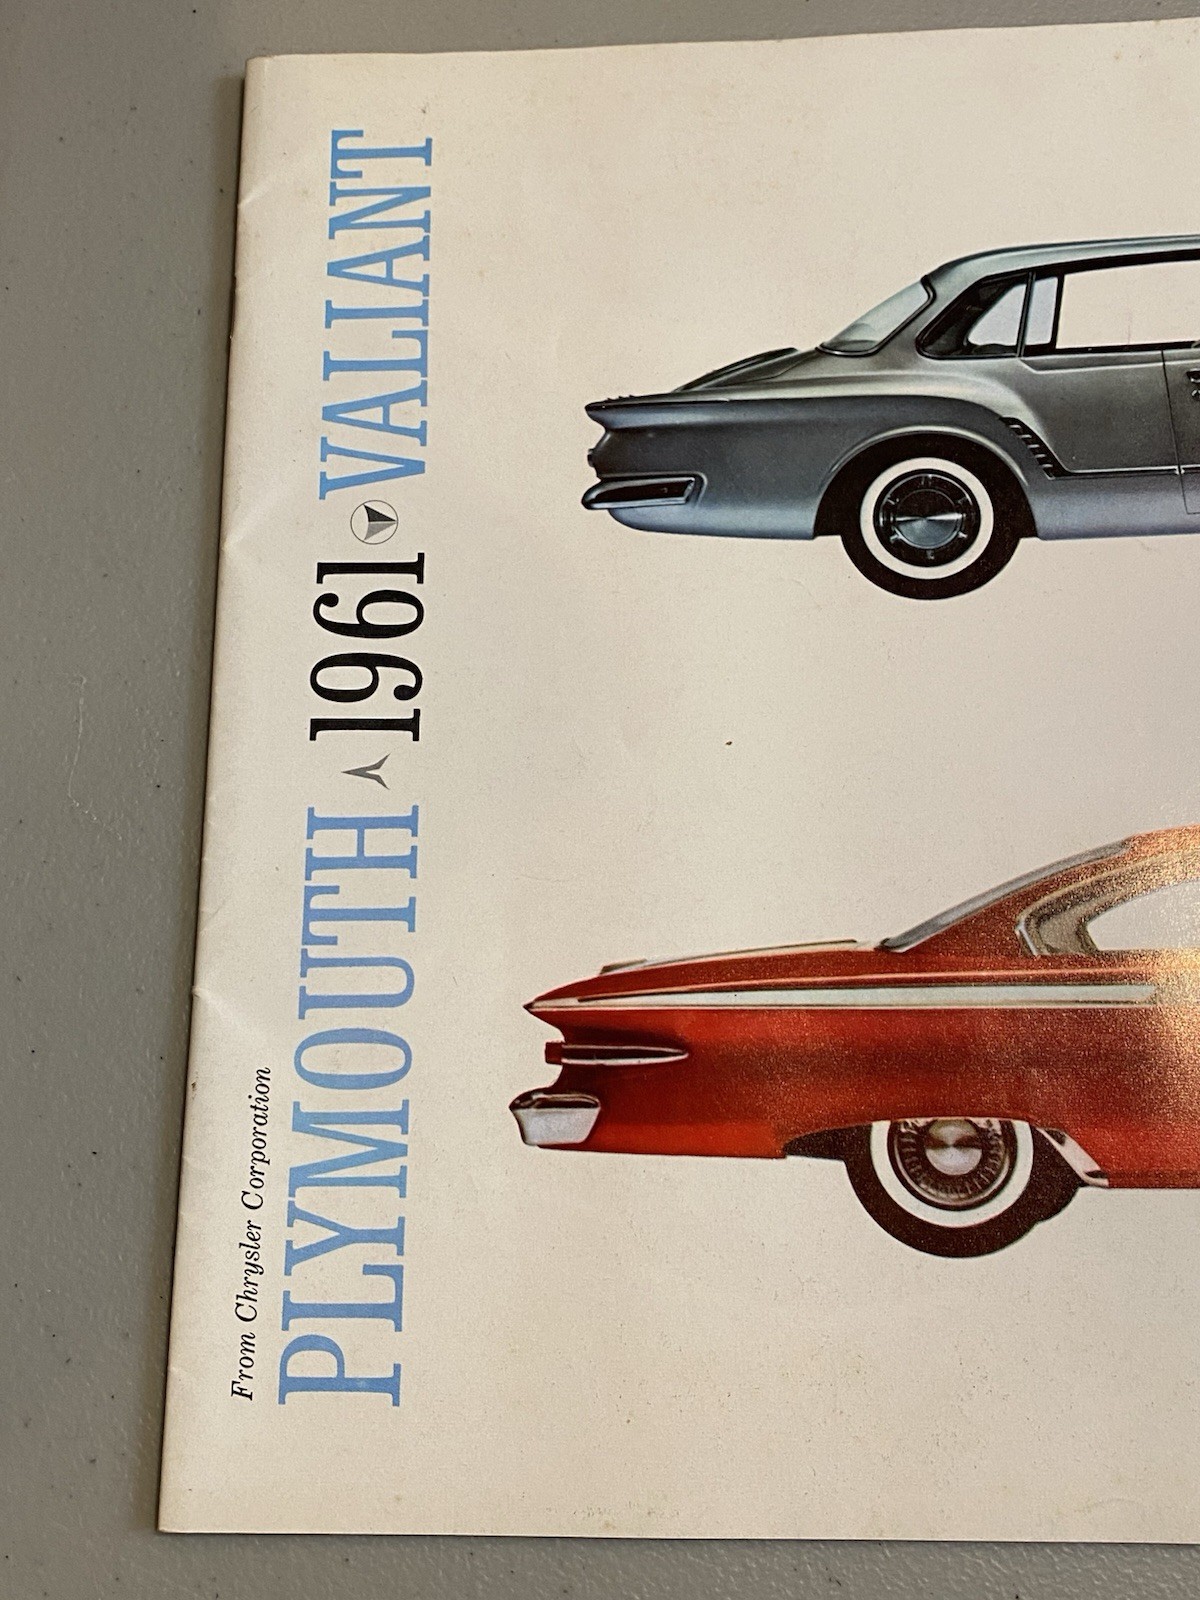 From Chrysler Corporation
PLYMOUTH 1961 VALIANT